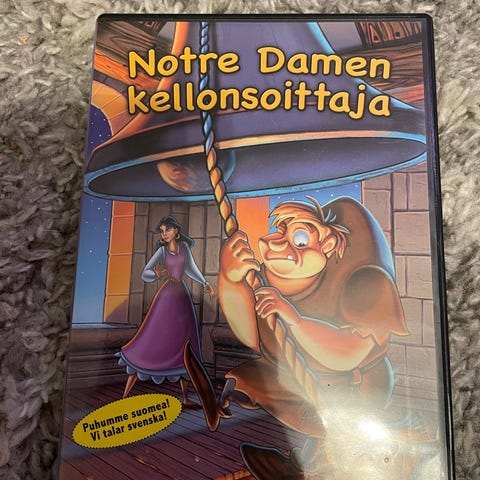 Notre Damen
kellonsoittaja
Puhumme suomea!
Vi talar svenska!